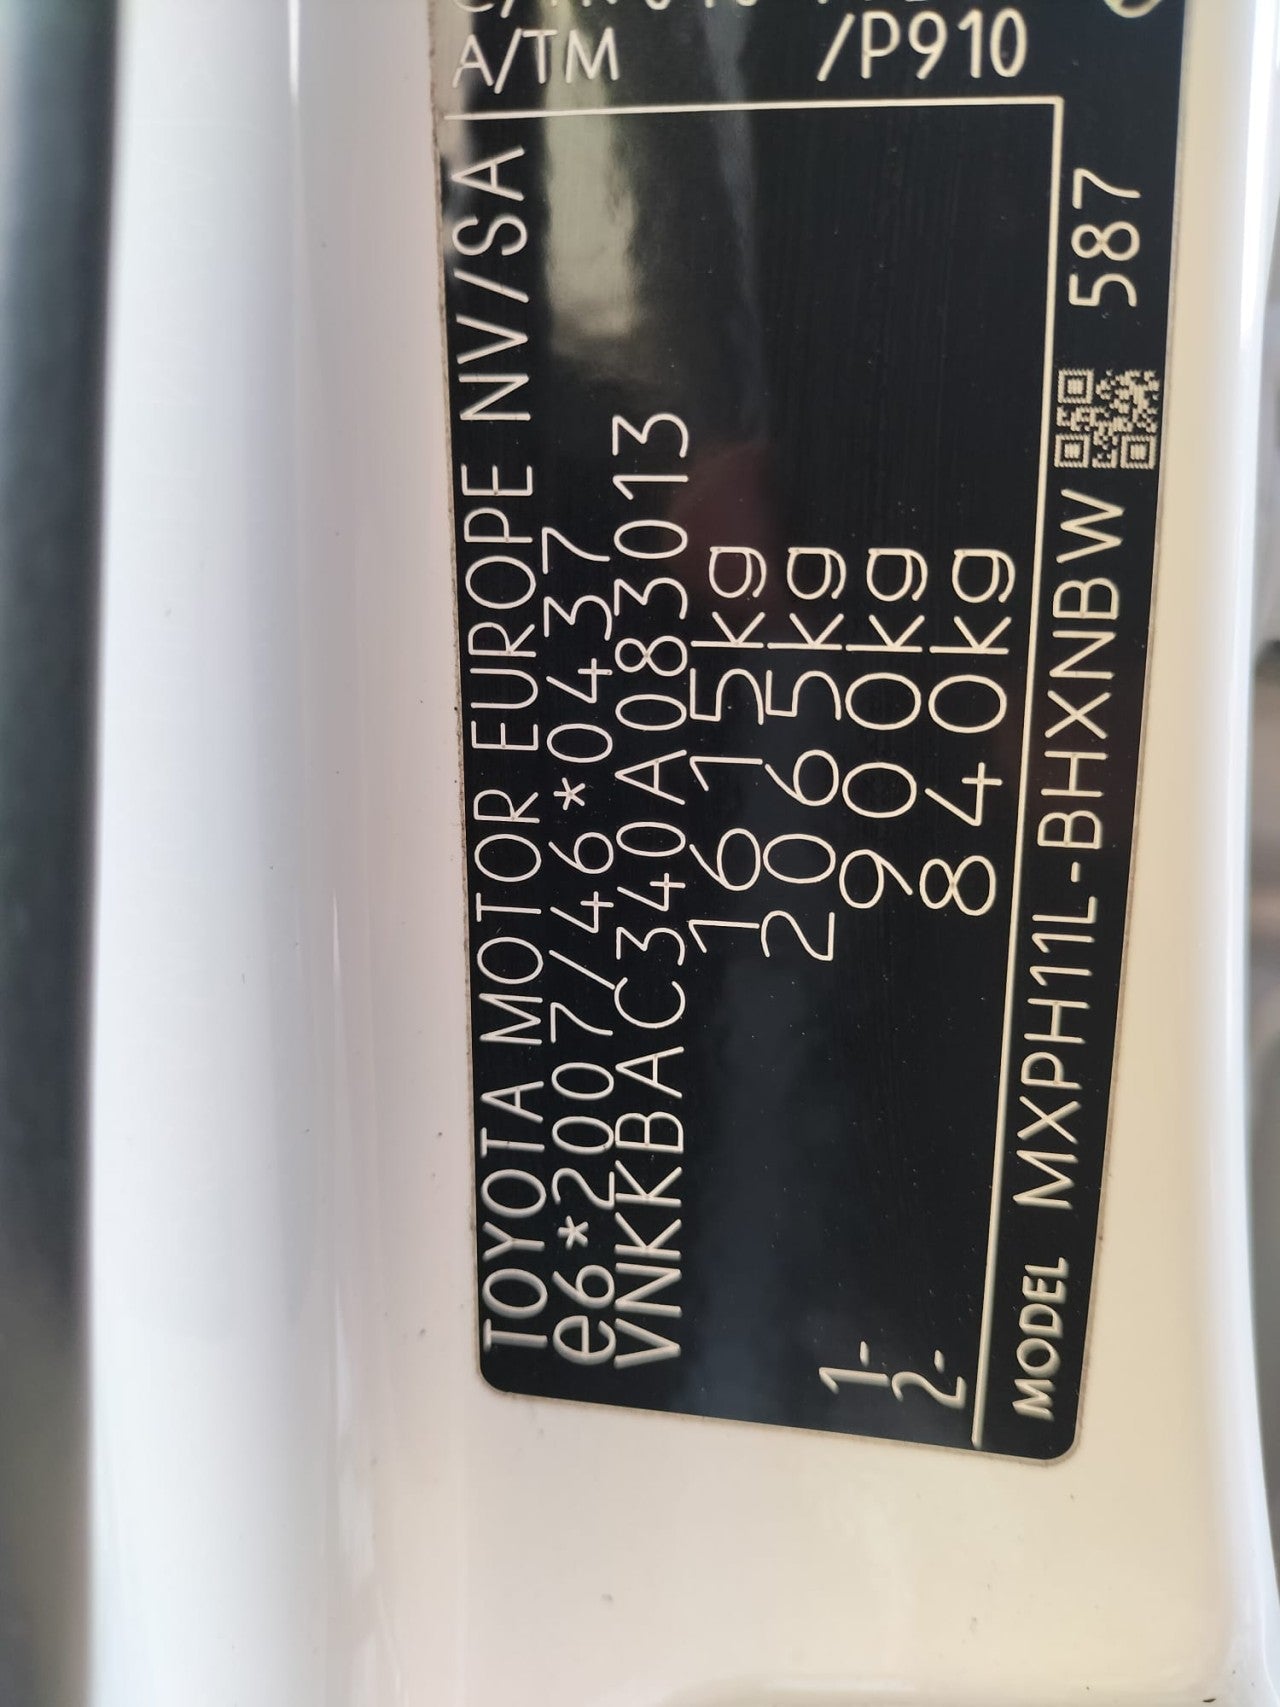 TOYOTA MOTOR EUROPE NV/SA
e6*2007/46*0437
VNKKBAC340A083013
1615kg
2065kg
1- 900kg
2- 840kg
MODEL MXPH11L-BHXNBW 587
A/TM /P910